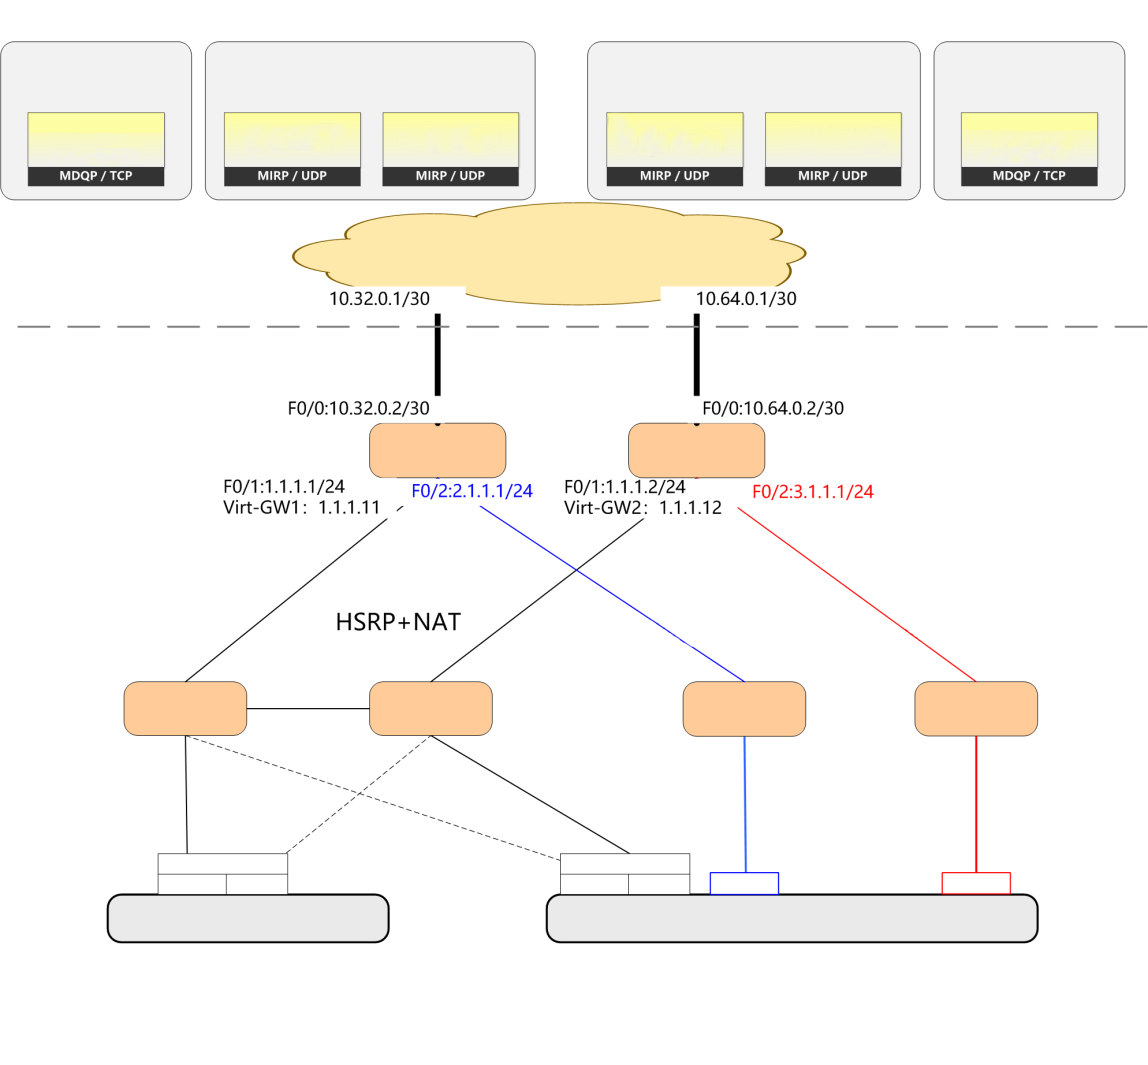 MDQP / TCP
MIRP / UDP
MIRP / UDP
MIRP / UDP
MIRP / UDP
MDQP / TCP
10.32.0.1/30
10.64.0.1/30
F0/0:10.32.0.2/30
F0/0:10.64.0.2/30
F0/1:1.1.1.1/24
Virt-GW1：1.1.1.11
F0/2:2.1.1.1/24
F0/1:1.1.1.2/24
Virt-GW2：1.1.1.12
F0/2:3.1.1.1/24
HSRP+NAT